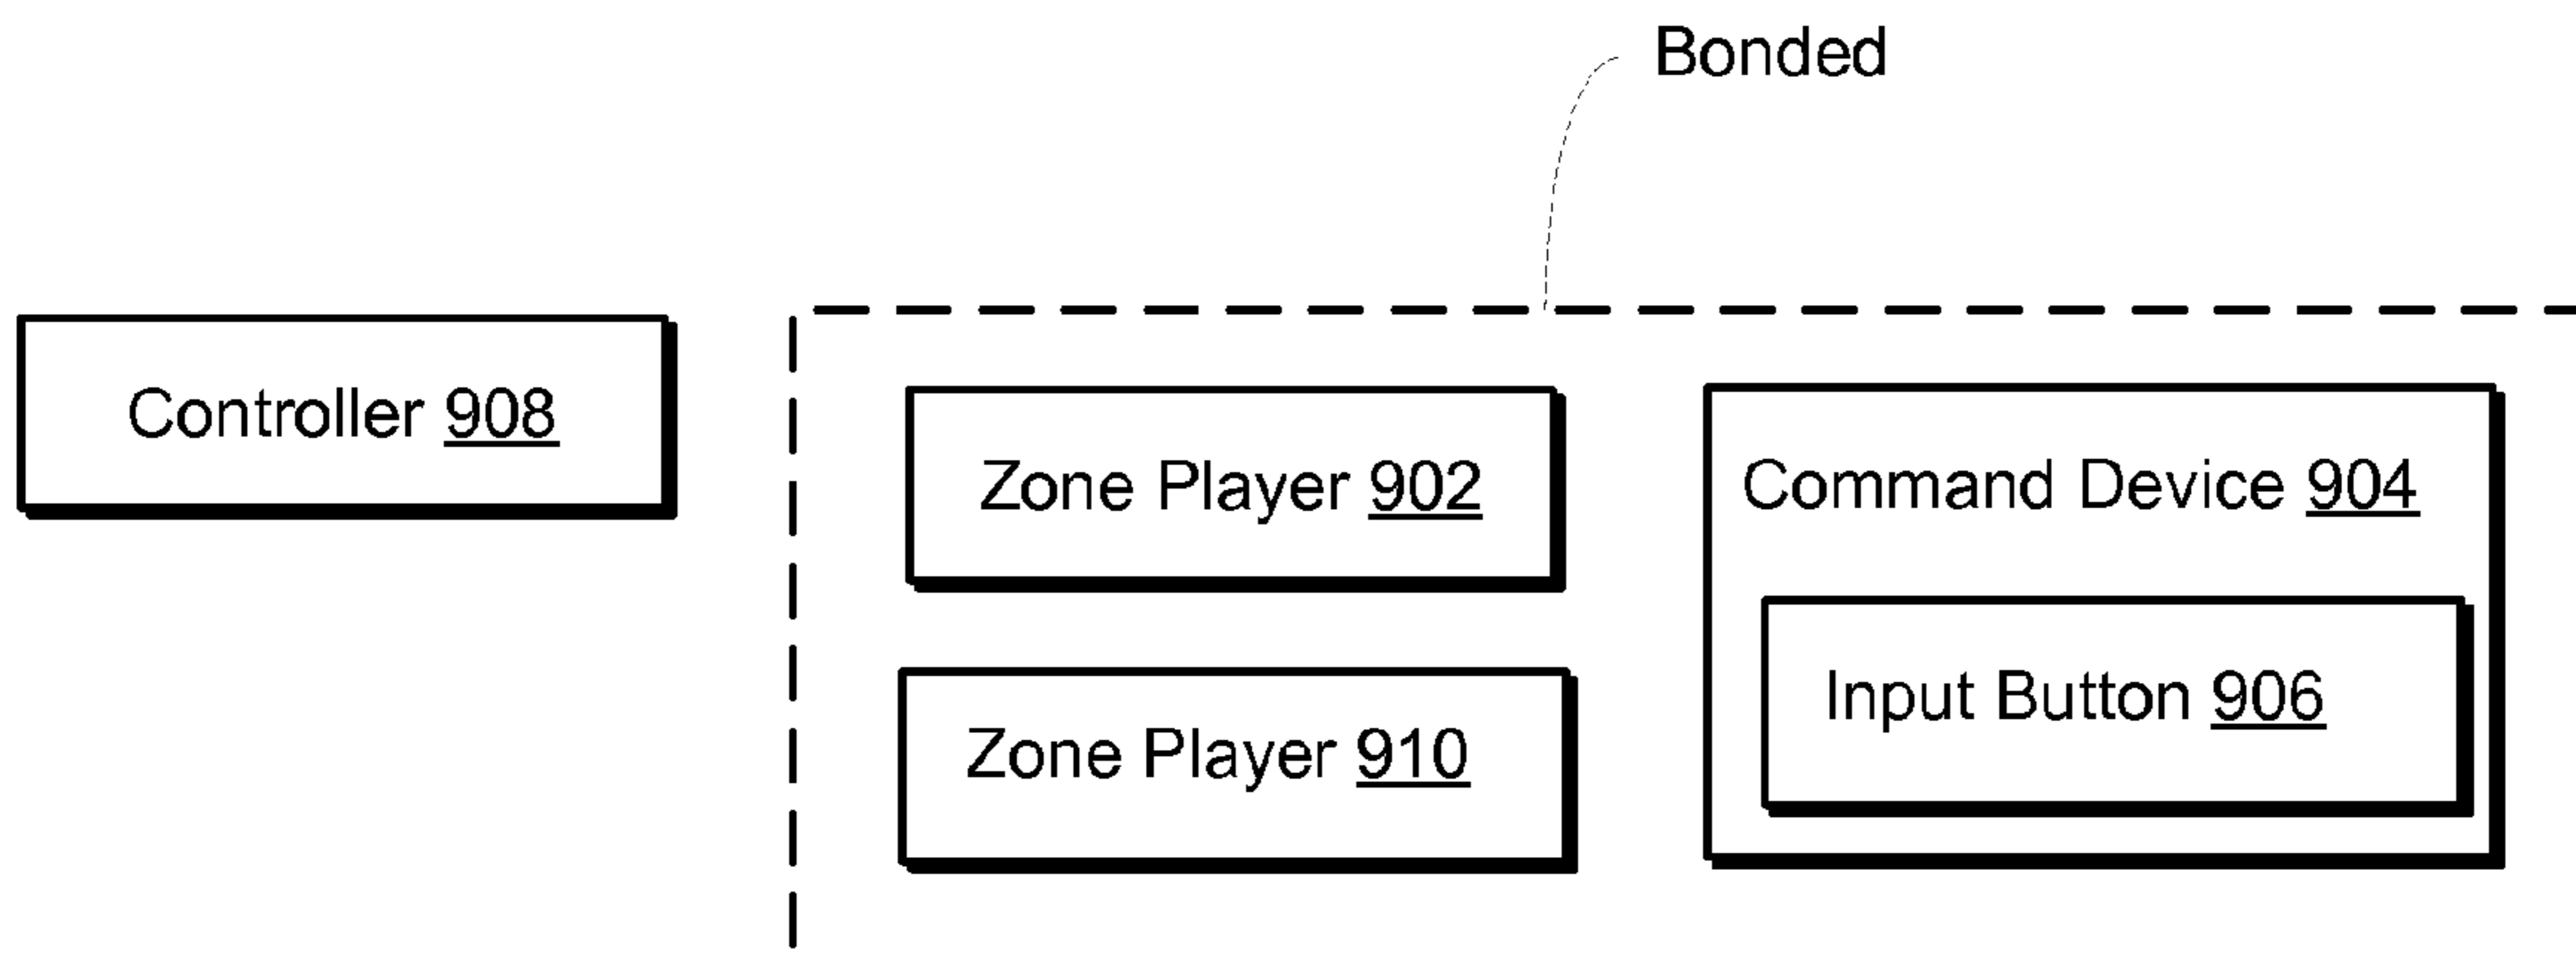 Bonded
Controller 908
Zone Player 902
Command Device 904
Input Button 906
Zone Player 910